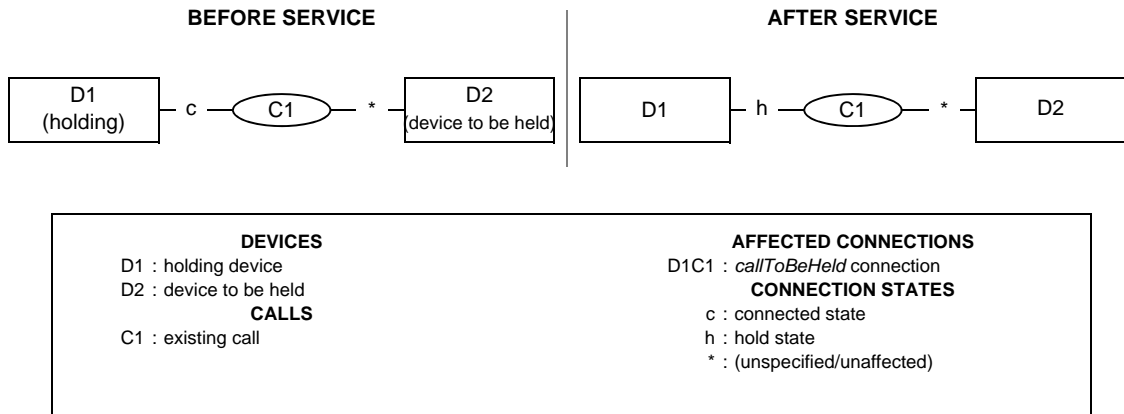 BEFORE SERVICE
AFTER SERVICE
D1
(holding)
c
C1
*
D2
(device to be held)
D1
h
C1
*
D2
DEVICES
D1 : holding device
D2 : device to be held
CALLS
C1 : existing call
AFFECTED CONNECTIONS
D1C1 : callToBeHeld connection
CONNECTION STATES
c : connected state
h : hold state
* : (unspecified/unaffected)